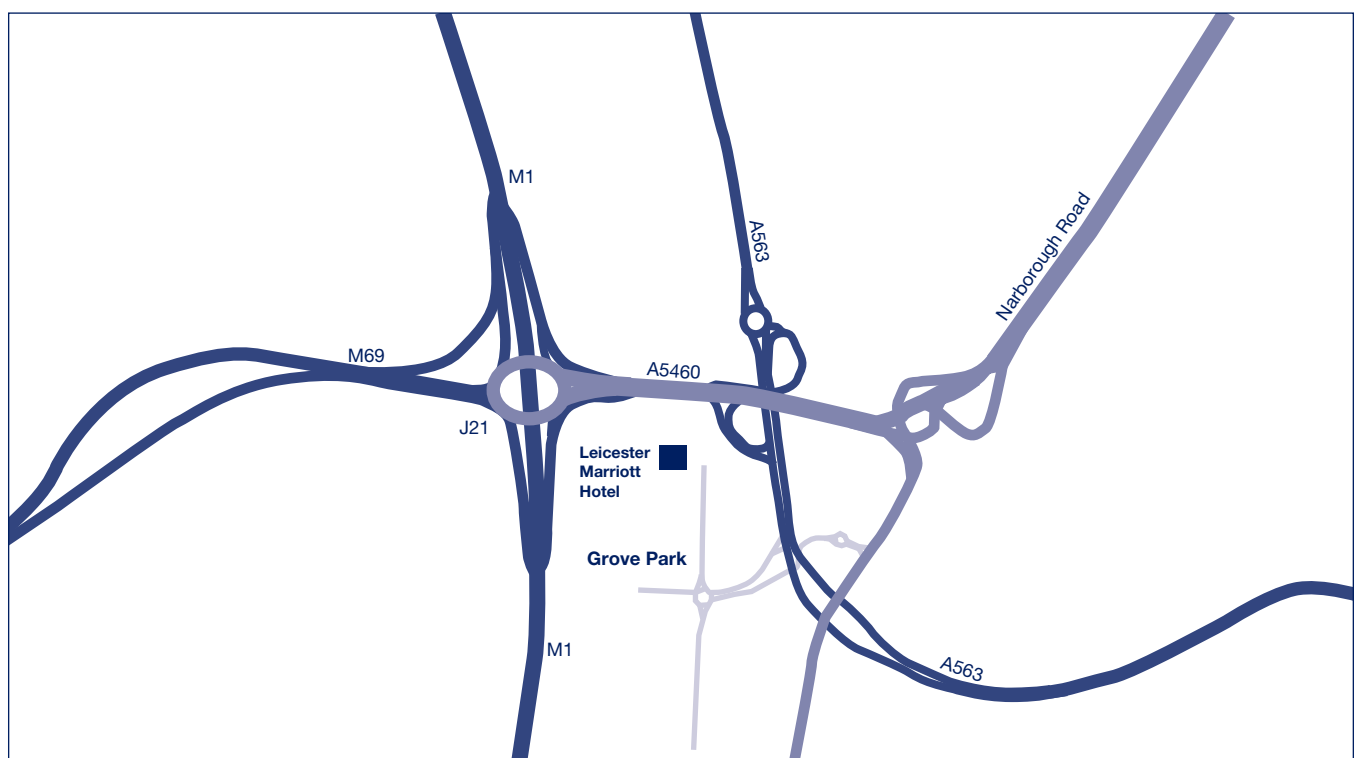 M1
A563
Narborough Road
M69
A5460
J21
Leicester
Marriott
Hotel
Grove Park
M1
A563